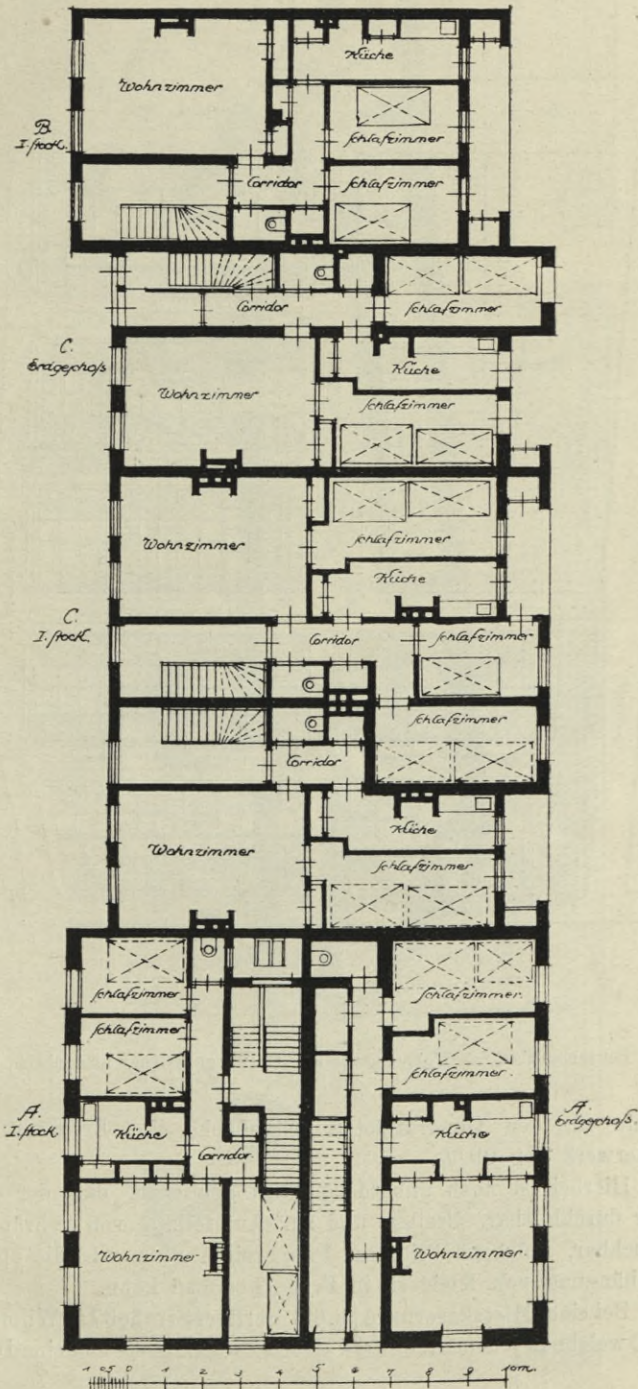 Wohnzimmer
Küche
B.
I. Stock.
Schlafzimmer
Schlafzimmer
Corridor
Corridor
Schlafzimmer
C.
Erdgeschoß
Küche
Wohnzimmer
Schlafzimmer
Wohnzimmer
Schlafzimmer
Küche
C.
I. Stock.
Corridor
Schlafzimmer
Schlafzimmer
Corridor
Wohnzimmer
Küche
Schlafzimmer
Schlafzimmer
Schlafzimmer.
Schlafzimmer
Schlafzimmer
A.
I. Stock
Küche
Corridor
Küche
A.
Erdgeschoß.
Wohnzimmer
Wohnzimmer
1 0.5 0 1 2 3 4 5 6 7 8 9 10m.